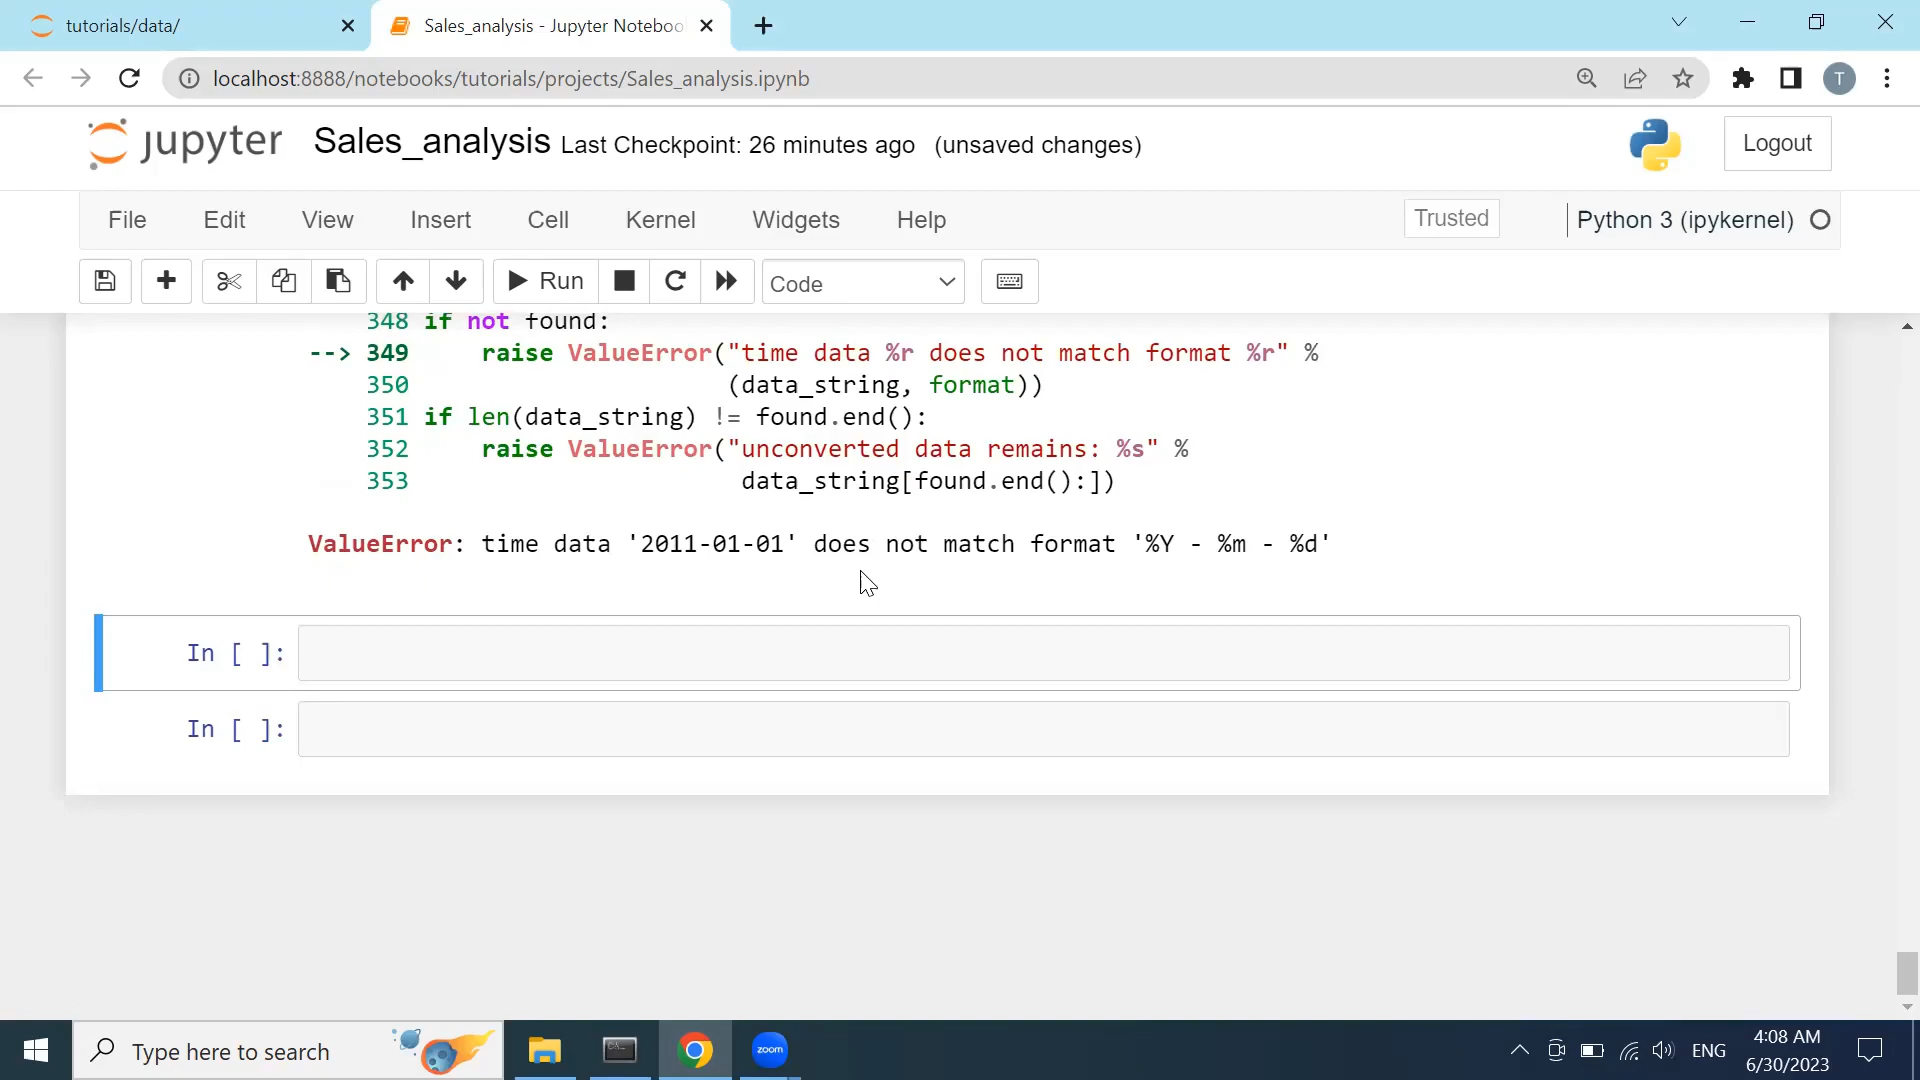 tutorials/data/
Sales_analysis - Jupyter Noteboo
localhost:8888/notebooks/tutorials/projects/Sales_analysis.ipynb
T
jupyter Sales_analysis Last Checkpoint: 26 minutes ago (unsaved changes)
Logout
File Edit View Insert Cell Kernel Widgets Help
Trusted
Python 3 (ipykernel)
Run
Code
348 if not found:
--> 349     raise ValueError("time data %r does not match format %r" %
350                      (data_string, format))
351 if len(data_string) != found.end():
352     raise ValueError("unconverted data remains: %s" %
353                       data_string[found.end():])
ValueError: time data '2011-01-01' does not match format '%Y - %m - %d'
In [ ]:
In [ ]:
Type here to search
zoom
ENG
4:08 AM
6/30/2023